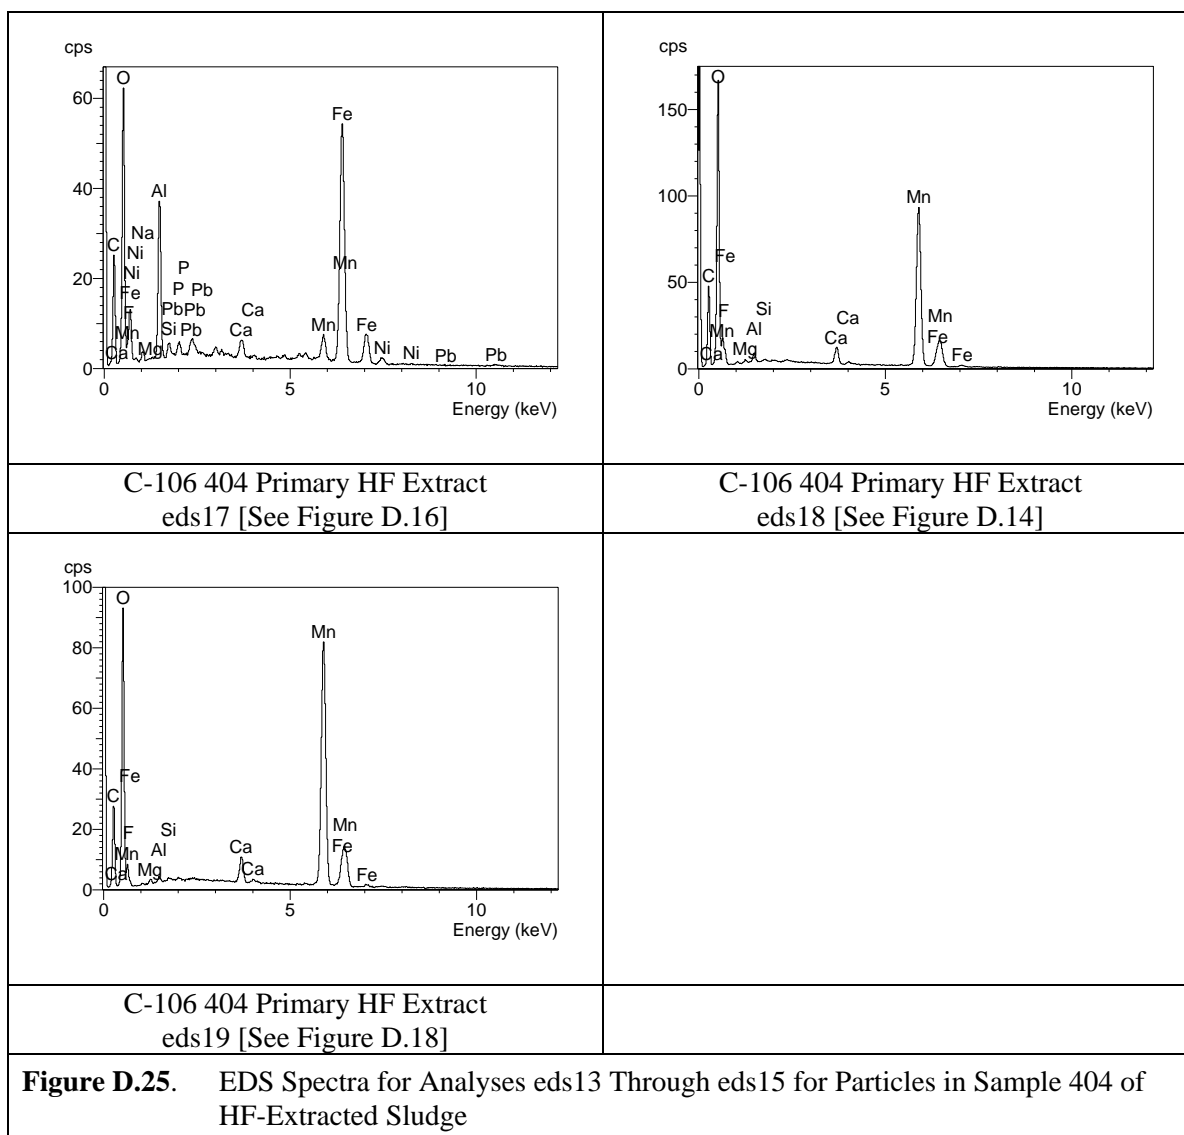 cps
60
40
20
0
O
Fe
Al
C
Na
Ni
Ni
Fe
F
Mn
Ca
Mg
P
P
Pb
Pb
Pb
Si
Pb
Ca
Ca
Mn
Mn
Fe
Ni
Ni
Pb
Pb
0 5 10
Energy (keV)
cps
150
100
50
0
O
Mn
Fe
C
F
Si
Mn
Al
Ca
Mg
Ca
Ca
Mn
Fe
Fe
0 5 10
Energy (keV)
C-106 404 Primary HF Extract
eds17 [See Figure D.16]
C-106 404 Primary HF Extract
eds18 [See Figure D.14]
cps
100
80
60
40
20
0
O
Mn
Fe
C
F
Si
Mn
Al
Ca
Mg
Ca
Ca
Mn
Fe
Fe
0 5 10
Energy (keV)
C-106 404 Primary HF Extract
eds19 [See Figure D.18]
Figure D.25. EDS Spectra for Analyses eds13 Through eds15 for Particles in Sample 404 of
HF-Extracted Sludge